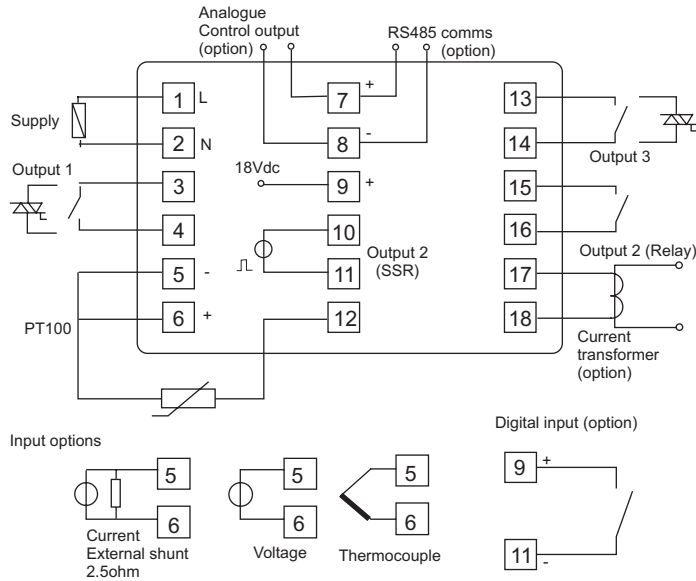 Analogue
Control output
(option)
RS485 comms
(option)
1 L
2 N
3
4
5 -
6 +
7 +
8 -
9 +
10
11
12
13
14
15
16
17
18
Supply
Output 1
PT100
18Vdc
Output 2
(SSR)
Output 3
Output 2 (Relay)
Current
transformer
(option)
Input options
5
6
Current
External shunt
2.5ohm
5
6
Voltage
5
6
Thermocouple
Digital input (option)
9 +
11 -